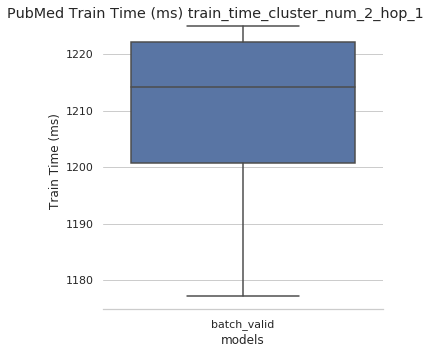 PubMed Train Time (ms) train_time_cluster_num_2_hop_1
1220
1210
1200
1190
1180
Train Time (ms)
batch_valid
models